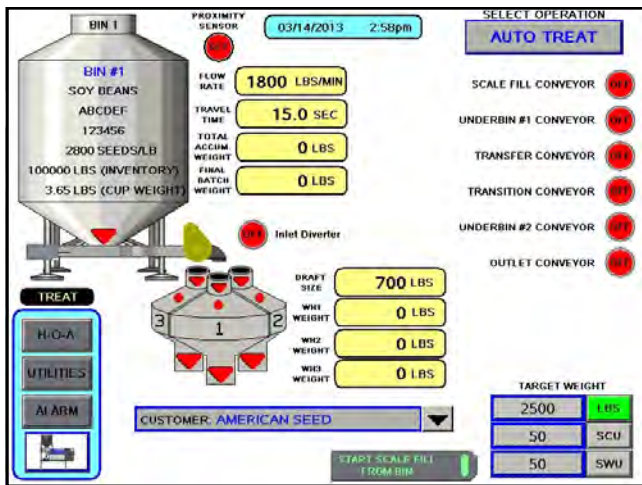 BIN 1
PROXIMITY SENSOR
OFF
03/14/2013 2:58pm
SELECT OPERATION
AUTO TREAT
BIN #1
SOY BEANS
ABCDEF
123456
2800 SEEDS/LB
100000 LBS (INVENTORY)
3.65 LBS (CUP WEIGHT)
FLOW RATE
1800 LBS/MIN
TRAVEL TIME
15.0 SEC
TOTAL ACCUM. WEIGHT
0 LBS
FINAL BATCH WEIGHT
0 LBS
SCALE FILL CONVEYOR OFF
UNDERBIN #1 CONVEYOR OFF
TRANSFER CONVEYOR OFF
TRANSITION CONVEYOR OFF
UNDERBIN #2 CONVEYOR OFF
OUTLET CONVEYOR OFF
OFF Inlet Diverter
3 1 2
DRAFT SIZE
700 LBS
WH1 WEIGHT
0 LBS
WH2 WEIGHT
0 LBS
WH3 WEIGHT
0 LBS
TREAT
H-O-A
UTILITIES
ALARM
CUSTOMER: AMERICAN SEED
START SCALE FILL
FROM BIN
TARGET WEIGHT
2500 LBS
50 SCU
50 SWU